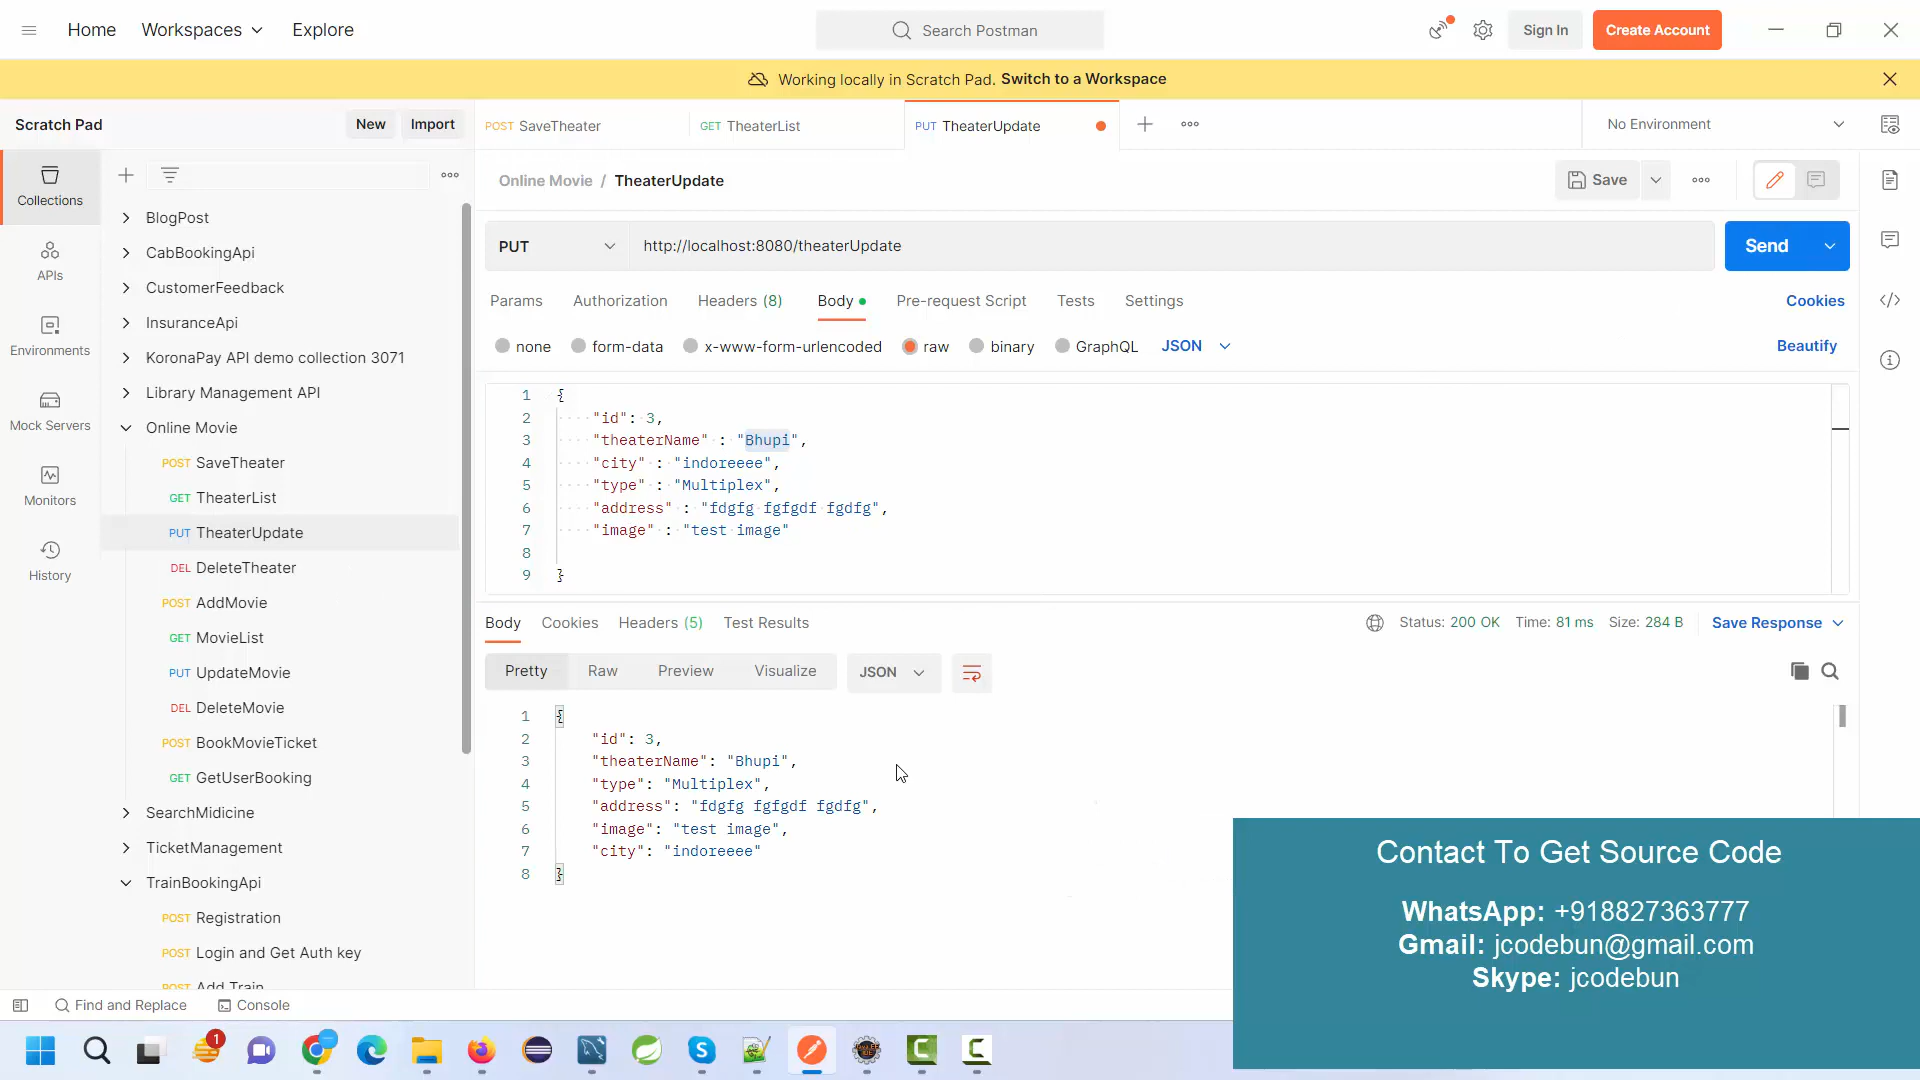 Home Workspaces Explore Search Postman Sign In Create Account
Working locally in Scratch Pad. Switch to a Workspace
Scratch Pad New Import
POST SaveTheater GET TheaterList PUT TheaterUpdate No Environment
Online Movie / TheaterUpdate Save
PUT http://localhost:8080/theaterUpdate Send
Params Authorization Headers (8) Body Pre-request Script Tests Settings Cookies
none form-data x-www-form-urlencoded raw binary GraphQL JSON Beautify
1 {
2 "id": 3,
3 "theaterName" : "Bhupi",
4 "city" : "indoreeee",
5 "type" : "Multiplex",
6 "address" : "fdgfg fgfgdf fgdfg",
7 "image" : "test image"
8
9 }
Body Cookies Headers (5) Test Results Status: 200 OK Time: 81 ms Size: 284 B Save Response
Pretty Raw Preview Visualize JSON
1 {
2 "id": 3,
3 "theaterName": "Bhupi",
4 "type": "Multiplex",
5 "address": "fdgfg fgfgdf fgdfg",
6 "image": "test image",
7 "city": "indoreeee"
8 }
Collections
APIs
Environments
Mock Servers
Monitors
History
BlogPost
CabBookingApi
CustomerFeedback
InsuranceApi
KoronaPay API demo collection 3071
Library Management API
Online Movie
POST SaveTheater
GET TheaterList
PUT TheaterUpdate
DEL DeleteTheater
POST AddMovie
GET MovieList
PUT UpdateMovie
DEL DeleteMovie
POST BookMovieTicket
GET GetUserBooking
SearchMidicine
TicketManagement
TrainBookingApi
POST Registration
POST Login and Get Auth key
POST Add Train
Find and Replace Console
Contact To Get Source Code
WhatsApp: +918827363777
Gmail: jcodebun@gmail.com
Skype: jcodebun
1